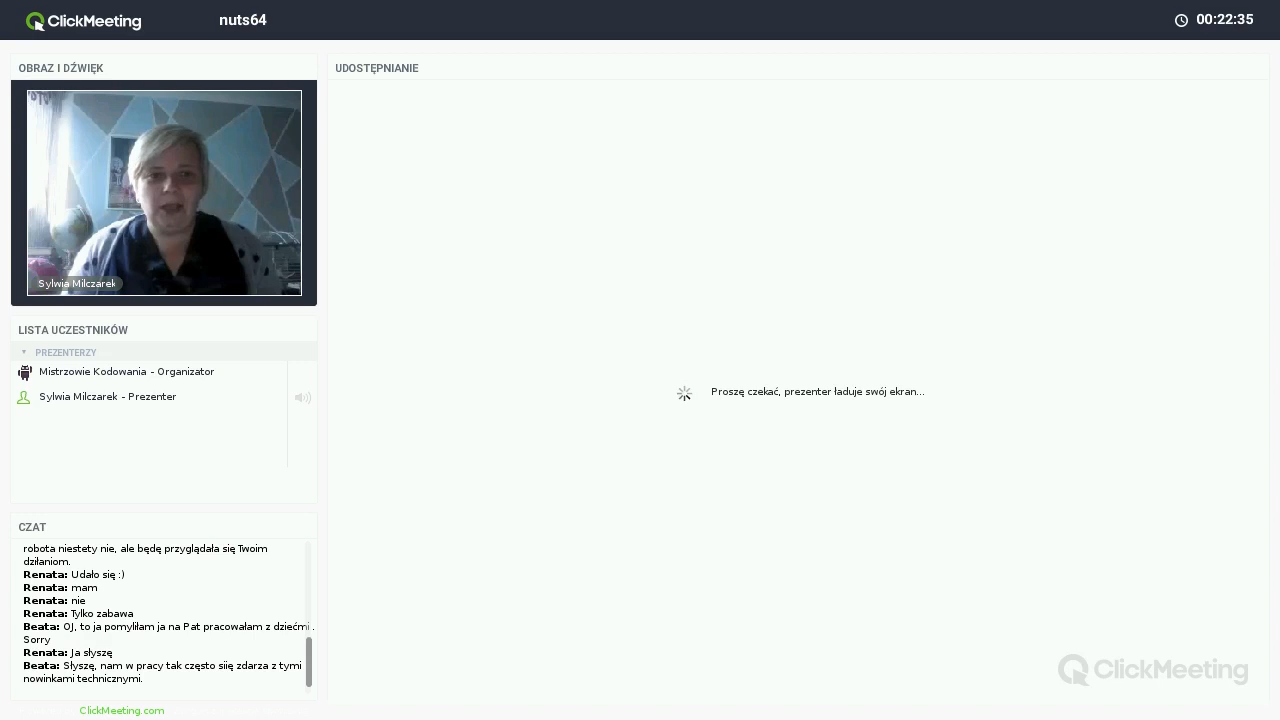 ClickMeeting
nuts64
00:22:35
OBRAZ I DŹWIĘK
Sylwia Milczarek
LISTA UCZESTNIKÓW
PREZENTERZY
Mistrzowie Kodowania - Organizator
Sylwia Milczarek - Prezenter
CZAT
robota niestety nie, ale będę przyglądała się Twoim
dziłaniom.
Renata: Udało się :)
Renata: mam
Renata: nie
Renata: Tylko zabawa
Beata: OJ, to ja pomyliłam ja na Pat pracowałam z dziećmi .
Sorry
Renata: Ja słyszę
Beata: Słyszę, nam w pracy tak często siię zdarza z tymi
nowinkami technicznymi.
ClickMeeting.com
UDOSTĘPNIANIE
Proszę czekać, prezenter ładuje swój ekran...
ClickMeeting